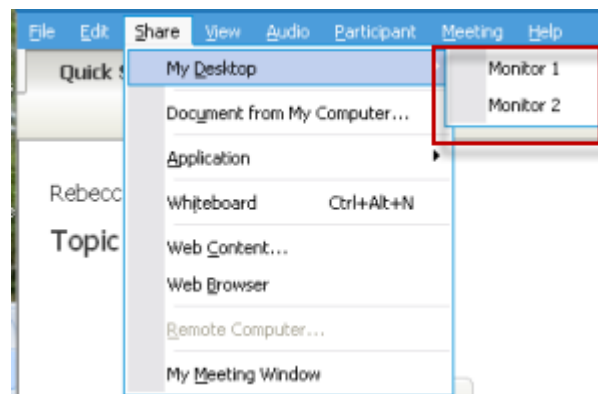 File Edit Share View Audio Participant Meeting Help
Quick
My Desktop
Monitor 1
Monitor 2
Document from My Computer...
Application
Rebecc
Whiteboard Ctrl+Alt+N
Topic
Web Content...
Web Browser
Remote Computer...
My Meeting Window